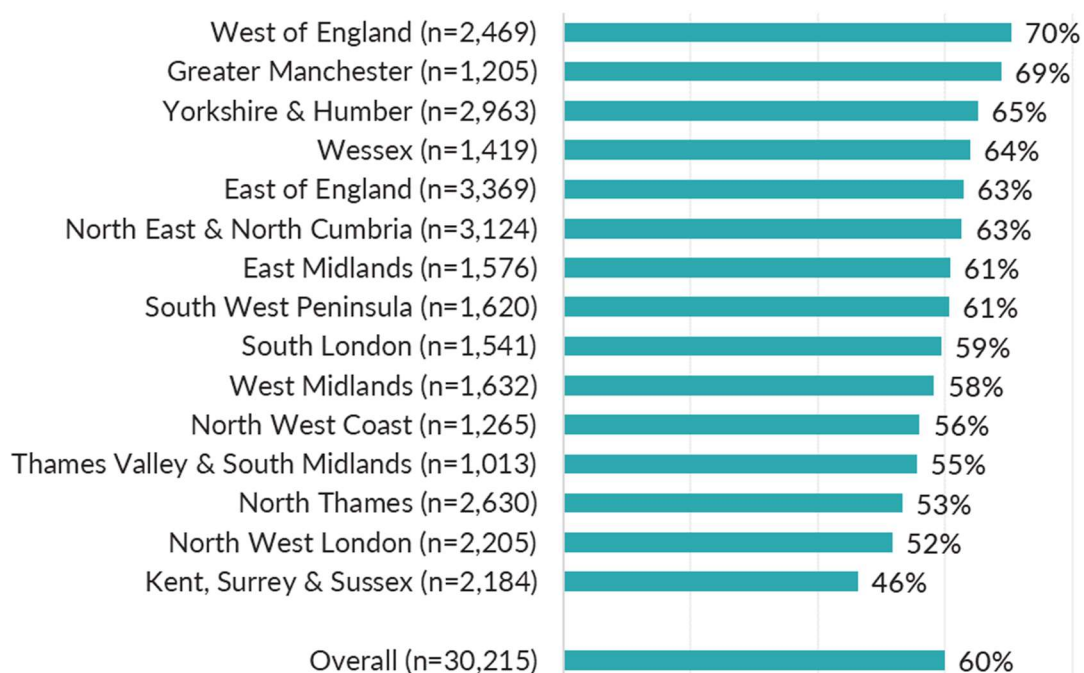 West of England (n=2,469) 70%
Greater Manchester (n=1,205) 69%
Yorkshire & Humber (n=2,963) 65%
Wessex (n=1,419) 64%
East of England (n=3,369) 63%
North East & North Cumbria (n=3,124) 63%
East Midlands (n=1,576) 61%
South West Peninsula (n=1,620) 61%
South London (n=1,541) 59%
West Midlands (n=1,632) 58%
North West Coast (n=1,265) 56%
Thames Valley & South Midlands (n=1,013) 55%
North Thames (n=2,630) 53%
North West London (n=2,205) 52%
Kent, Surrey & Sussex (n=2,184) 46%
Overall (n=30,215) 60%